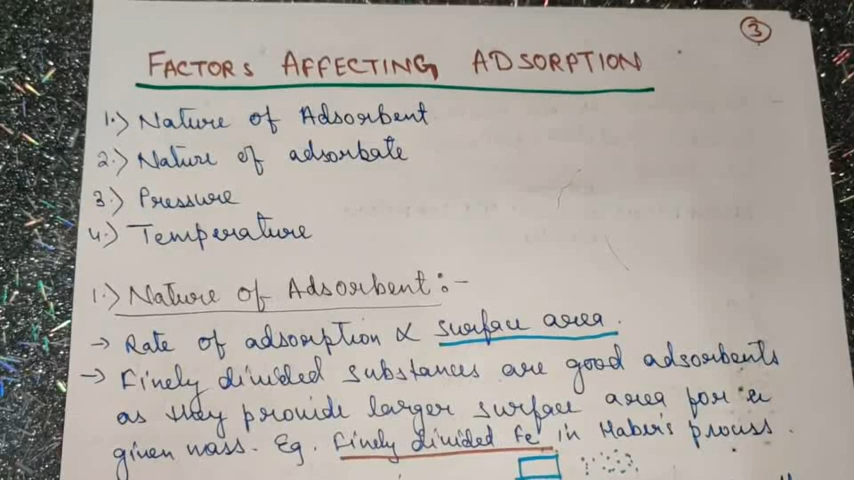 3
FACTORS AFFECTING ADSORPTION
1.) Nature of Adsorbent
2.) Nature of adsorbate
3.) Pressure
4.) Temperature
1.) Nature of Adsorbent :-
→ Rate of adsorption ∝ surface area.
→ Finely divided substances are good adsorbents
as they provide larger surface area for a
given mass. Eg. Finely divided Fe in Haber's process.